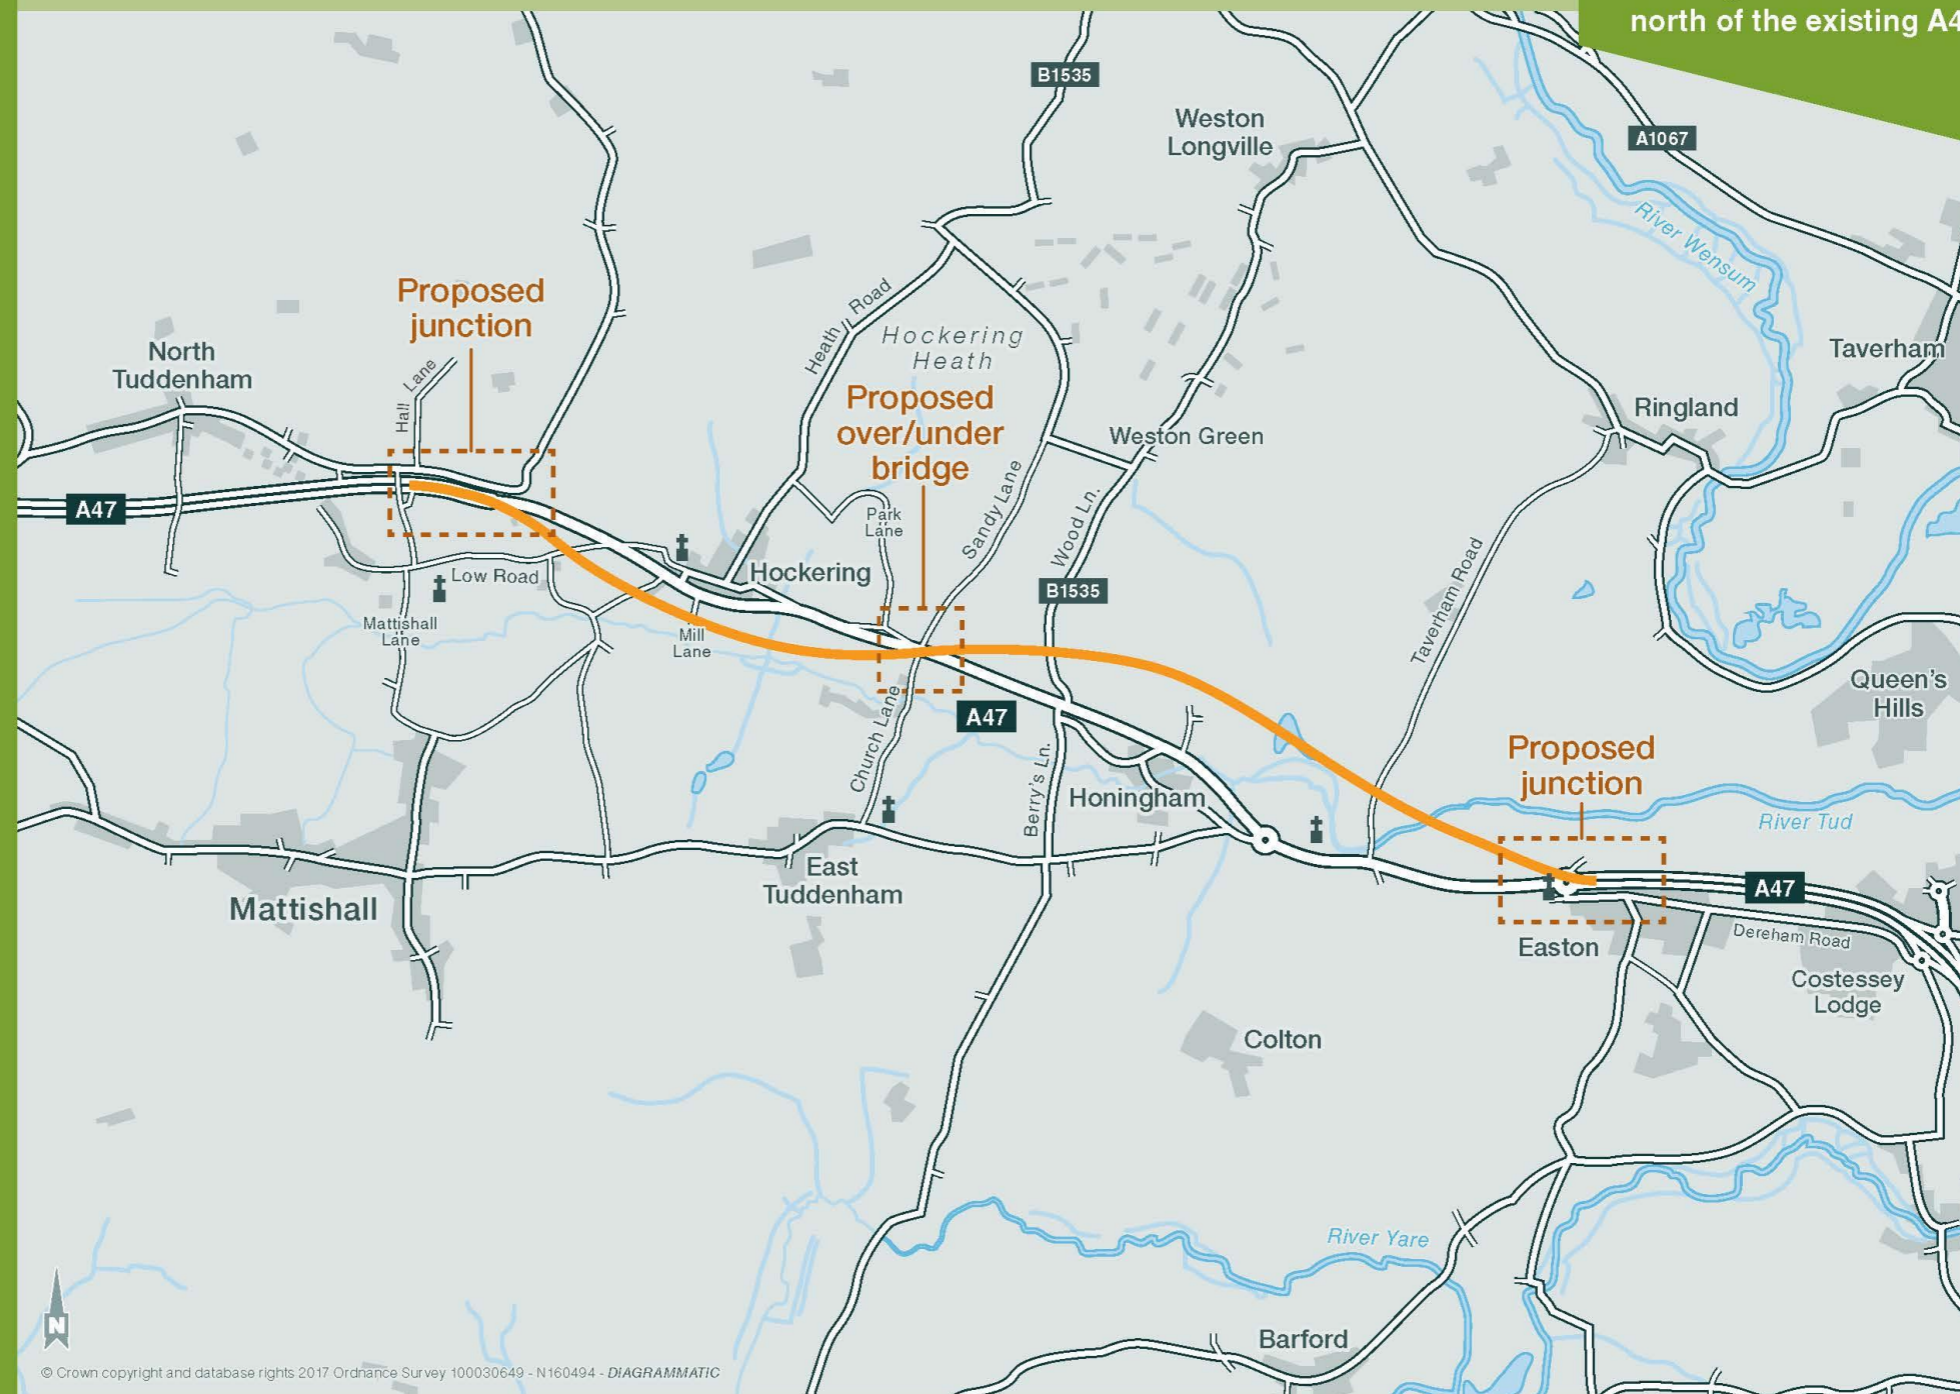 north of the existing A4
B1535
A1067
Weston
Longville
River Wensum
Proposed
junction
Heath Road
Hockering
Heath
North
Tuddenham
Taverham
Hall Lane
Proposed
over/under
bridge
Ringland
Weston Green
A47
Park
Lane
Sandy Lane
Wood Ln.
Hockering
Low Road
B1535
Taverham Road
Mattishall
Lane
Mill
Lane
Queen's
Hills
A47
Church Lane
Proposed
junction
Berry's Ln.
Honingham
River Tud
East
Tuddenham
A47
Mattishall
Easton
Dereham Road
Costessey
Lodge
Colton
River Yare
N
Barford
© Crown copyright and database rights 2017 Ordnance Survey 100030649 - N160494 - DIAGRAMMATIC